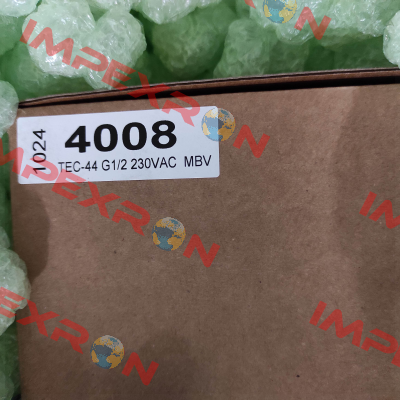 1024
4008
TEC-44 G1/2 230VAC MBV
IMPEXRON
IMPEXRON
IMPEXRON
IMPEXRON